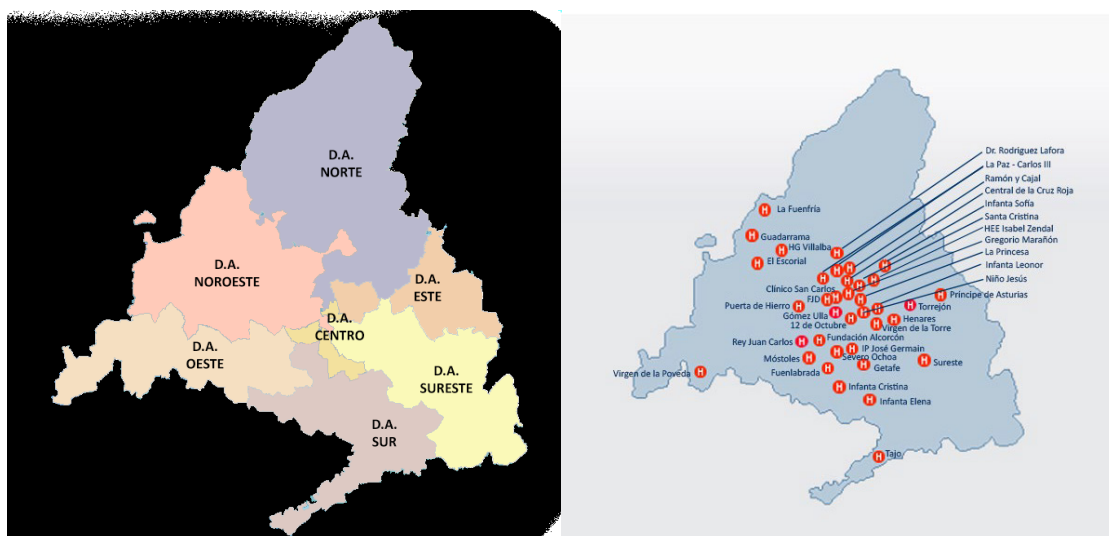 D.A.
NORTE
D.A.
NOROESTE
D.A.
ESTE
D.A.
CENTRO
D.A.
OESTE
D.A.
SURESTE
D.A.
SUR
Dr. Rodriguez Lafora
La Paz - Carlos III
Ramón y Cajal
Central de la Cruz Roja
Infanta Sofía
Santa Cristina
HEE Isabel Zendal
Gregorio Marañón
La Princesa
Infanta Leonor
Niño Jesús
H La Fuenfría
H Guadarrama
H HG Villalba
H El Escorial
Clínico San Carlos
FJD
Príncipe de Asturias
Puerta de Hierro H
Torrejón
Gómez Ulla
Henares
12 de Octubre
Virgen de la Torre
Fundación Alcorcón
Rey Juan Carlos H
IP José Germain
Severo Ochoa
Móstoles H
Getafe
Sureste
Fuenlabrada H
Virgen de la Poveda H
H Infanta Cristina
H Infanta Elena
H Tajo